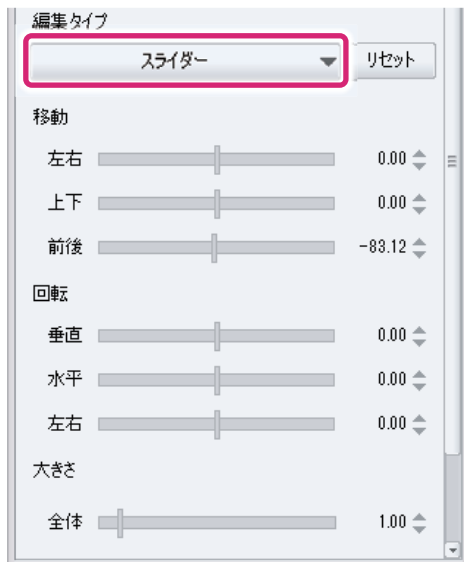 編集タイプ
スライダー リセット
移動
左右 0.00
上下 0.00
前後 -83.12
回転
垂直 0.00
水平 0.00
左右 0.00
大きさ
全体 1.00